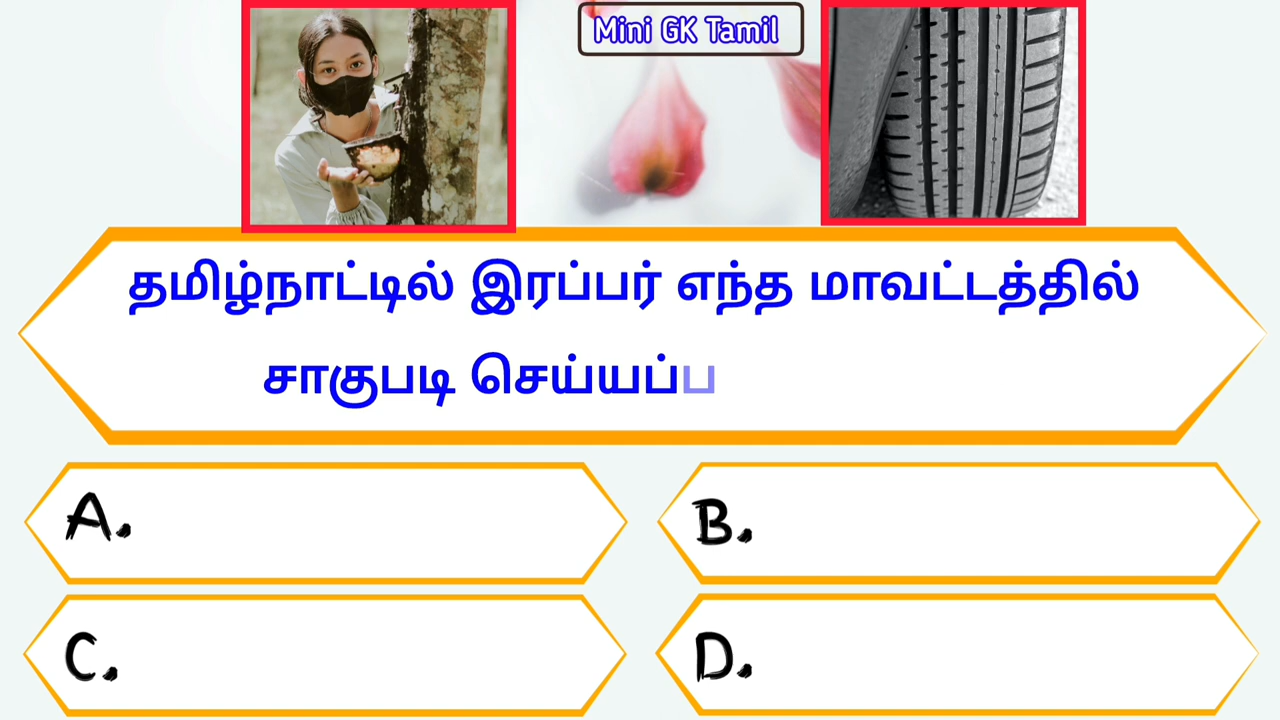 Mini GK Tamil
தமிழ்நாட்டில் இரப்பர் எந்த மாவட்டத்தில்
சாகுபடி செய்யப்ப
A.
B.
C.
D.